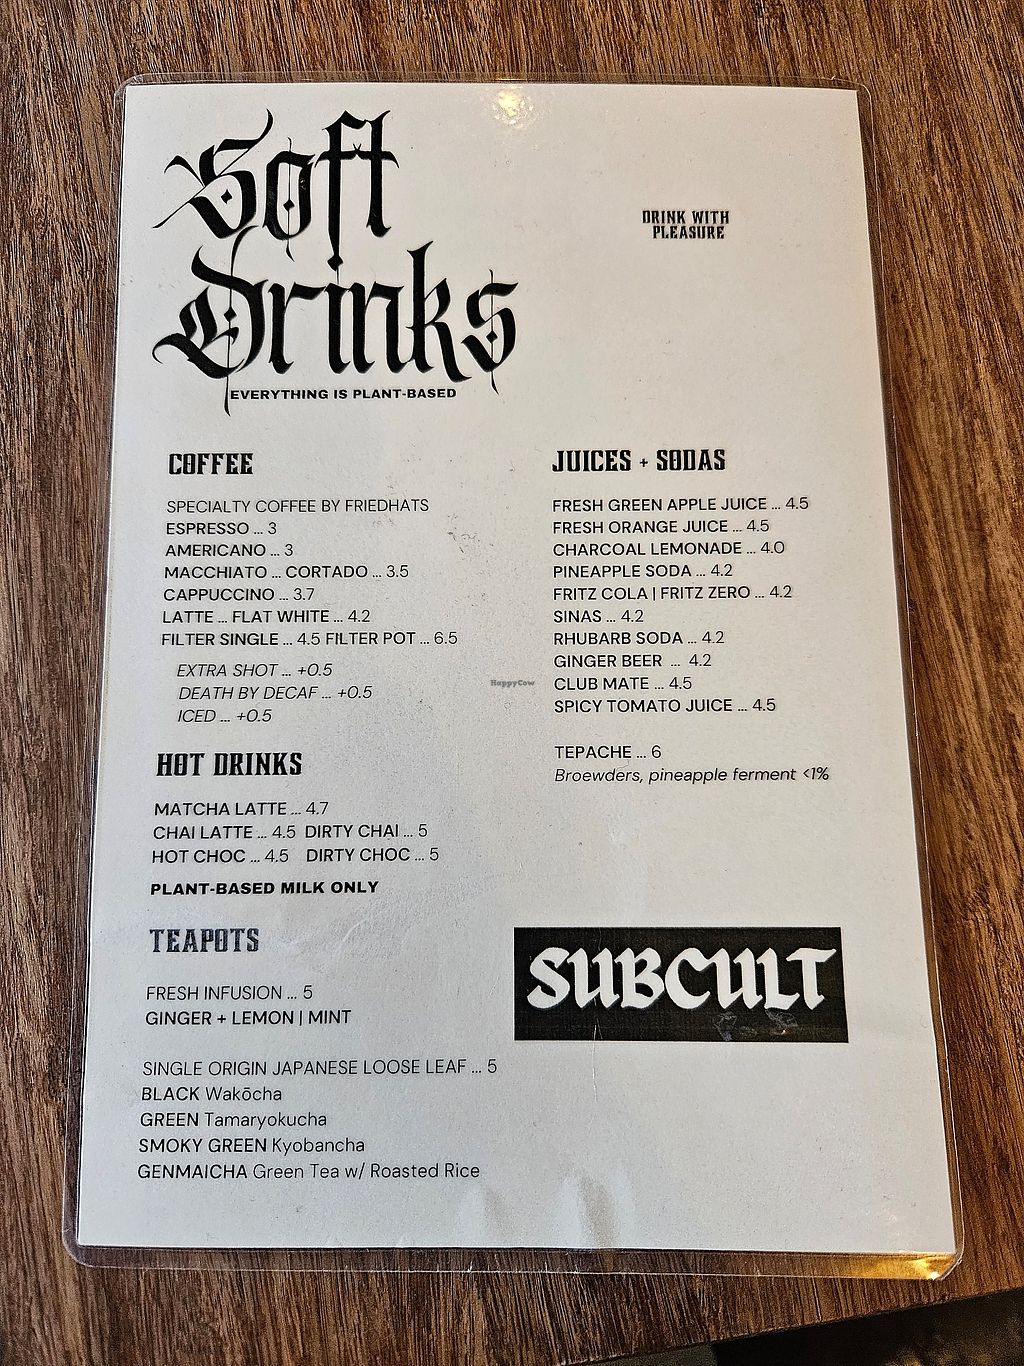 Soft
Drinks
EVERYTHING IS PLANT-BASED
DRINK WITH
PLEASURE
COFFEE
SPECIALTY COFFEE BY FRIEDHATS
ESPRESSO ... 3
AMERICANO ... 3
MACCHIATO ... CORTADO ... 3.5
CAPPUCCINO ... 3.7
LATTE ... FLAT WHITE ... 4.2
FILTER SINGLE ... 4.5 FILTER POT ... 6.5
EXTRA SHOT ... +0.5
DEATH BY DECAF ... +0.5
ICED ... +0.5
HOT DRINKS
MATCHA LATTE ... 4.7
CHAI LATTE ... 4.5 DIRTY CHAI ... 5
HOT CHOC ... 4.5 DIRTY CHOC ... 5
PLANT-BASED MILK ONLY
TEAPOTS
FRESH INFUSION ... 5
GINGER + LEMON | MINT
SINGLE ORIGIN JAPANESE LOOSE LEAF ... 5
BLACK Wakōcha
GREEN Tamaryokucha
SMOKY GREEN Kyobancha
GENMAICHA Green Tea w/ Roasted Rice
JUICES + SODAS
FRESH GREEN APPLE JUICE ... 4.5
FRESH ORANGE JUICE ... 4.5
CHARCOAL LEMONADE ... 4.0
PINEAPPLE SODA ... 4.2
FRITZ COLA | FRITZ ZERO ... 4.2
SINAS ... 4.2
RHUBARB SODA ... 4.2
GINGER BEER ... 4.2
CLUB MATE ... 4.5
SPICY TOMATO JUICE ... 4.5
TEPACHE ... 6
Broewders, pineapple ferment <1%
SUBCULT
HappyCow